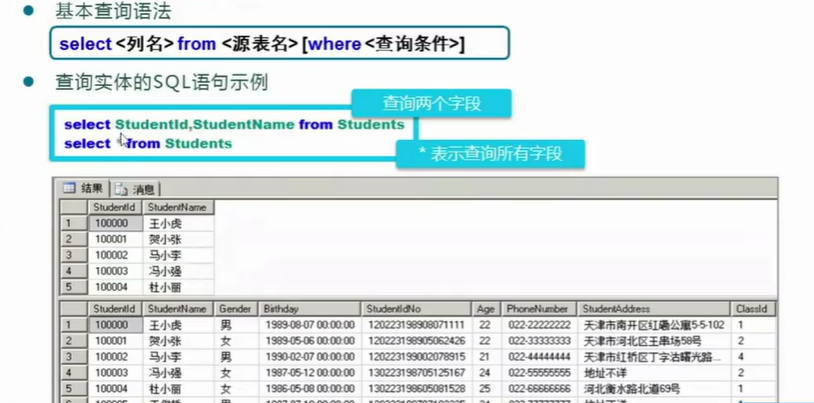 基本查询语法
select <列名> from <源表名> [where <查询条件>]
查询实体的SQL语句示例
查询两个字段
select StudentId,StudentName from Students
select * from Students
* 表示查询所有字段
结果 消息
StudentId StudentName
1 100000 王小虎
2 100001 贺小张
3 100002 马小李
4 100003 冯小强
5 100004 杜小丽
StudentId StudentName Gender Birthday StudentIdNo Age PhoneNumber StudentAddress ClassId
1 100000 王小虎 男 1989-08-07 00:00:00 120223198908071111 22 022-22222222 天津市南开区红磡公寓5-5-102 1
2 100001 贺小张 女 1989-05-06 00:00:00 120223198905062426 22 022-33333333 天津市河北区王串场58号 2
3 100002 马小李 男 1990-02-07 00:00:00 120223199002078915 21 022-44444444 天津市红桥区丁字沽曙光路... 4
4 100003 冯小强 女 1987-05-12 00:00:00 130223198705125167 24 022-55555555 地址不详 2
5 100004 杜小丽 女 1986-05-08 00:00:00 130223198605081528 25 022-66666666 河北衡水路北道69号 1